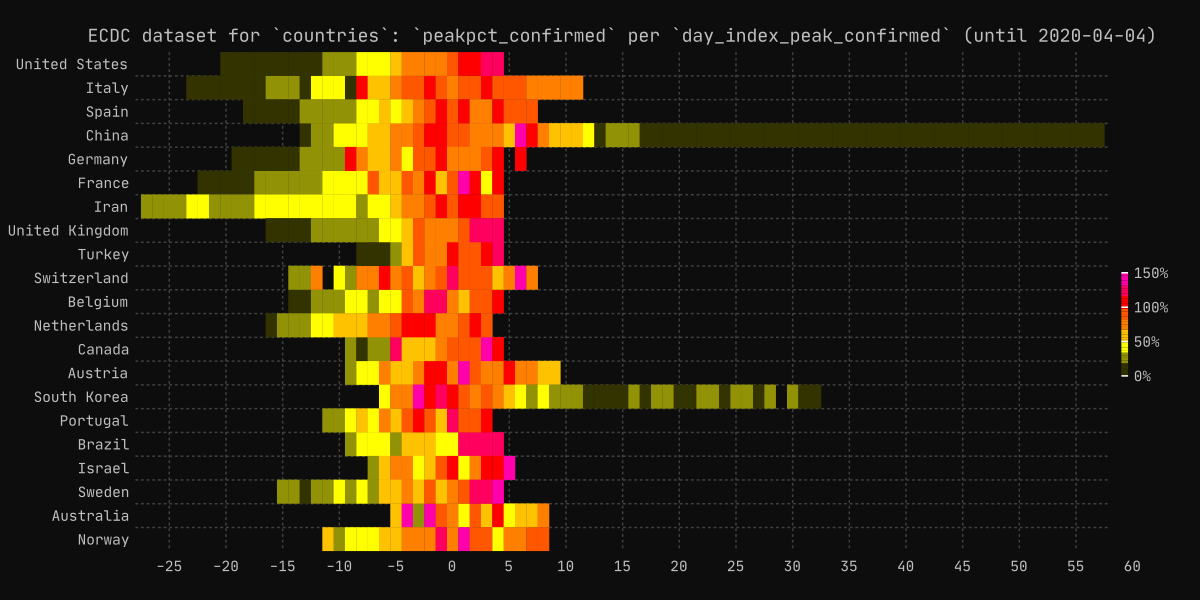 ECDC dataset for `countries`: `peakpct_confirmed` per `day_index_peak_confirmed` (until 2020-04-04)
United States
Italy
Spain
China
Germany
France
Iran
United Kingdom
Turkey
Switzerland
Belgium
Netherlands
Canada
Austria
South Korea
Portugal
Brazil
Israel
Sweden
Australia
Norway
150%
100%
50%
0%
-25 -20 -15 -10 -5 0 5 10 15 20 25 30 35 40 45 50 55 60